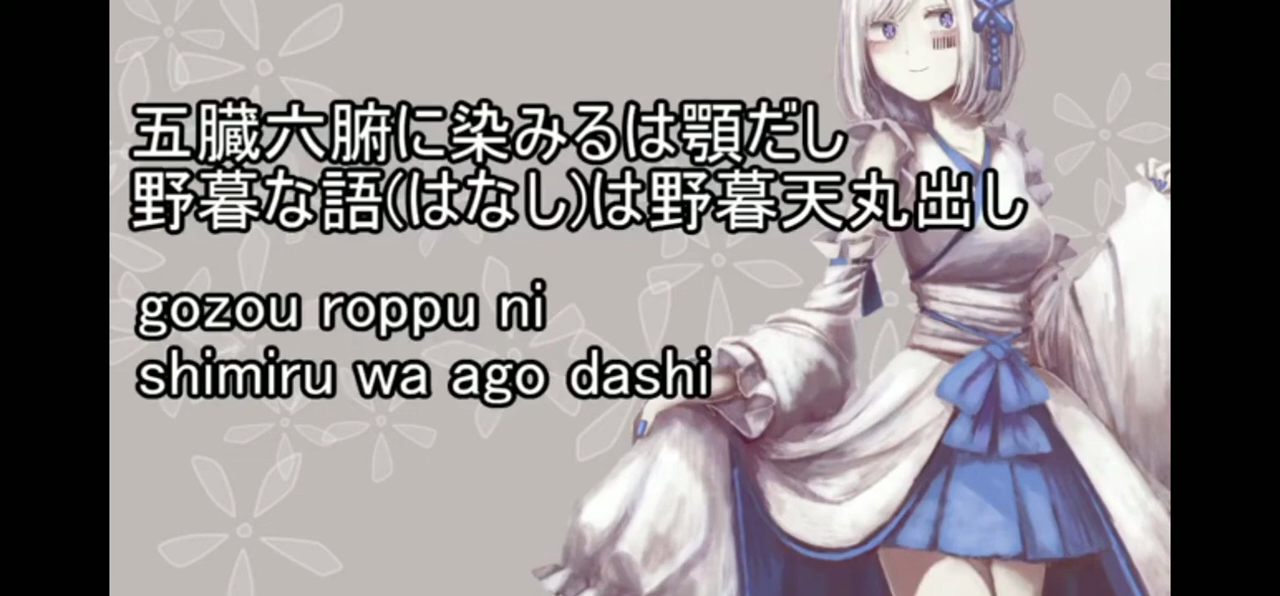 五臓六腑に染みるは顎だし
野暮な語(はなし)は野暮天丸出し
gozou roppu ni
shimiru wa ago dashi